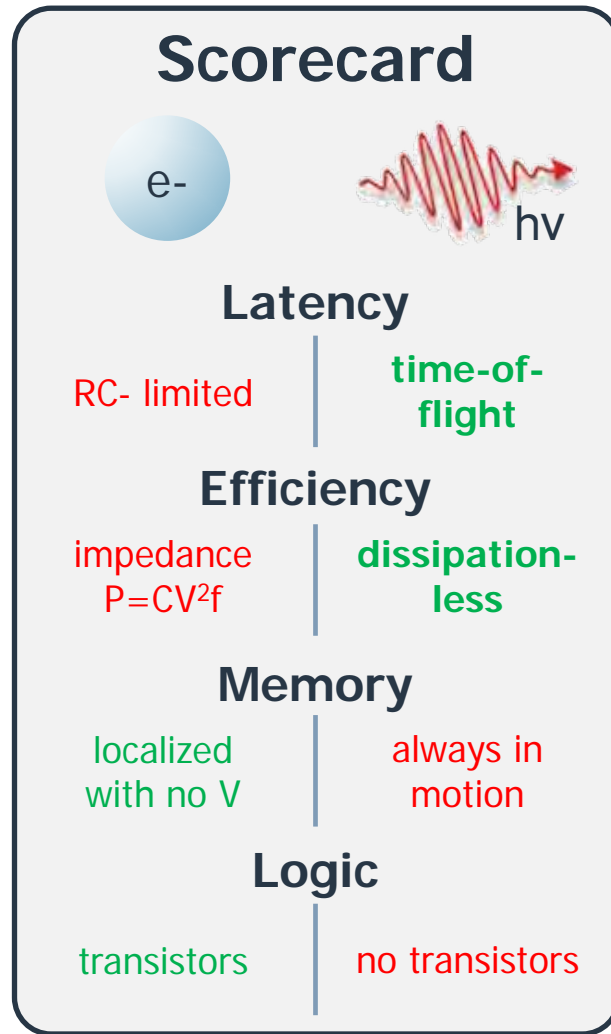 Scorecard
e-
hv
Latency
RC- limited
time-of-
flight
Efficiency
impedance
P=CV²f
dissipation-
less
Memory
localized
with no V
always in
motion
Logic
transistors
no transistors